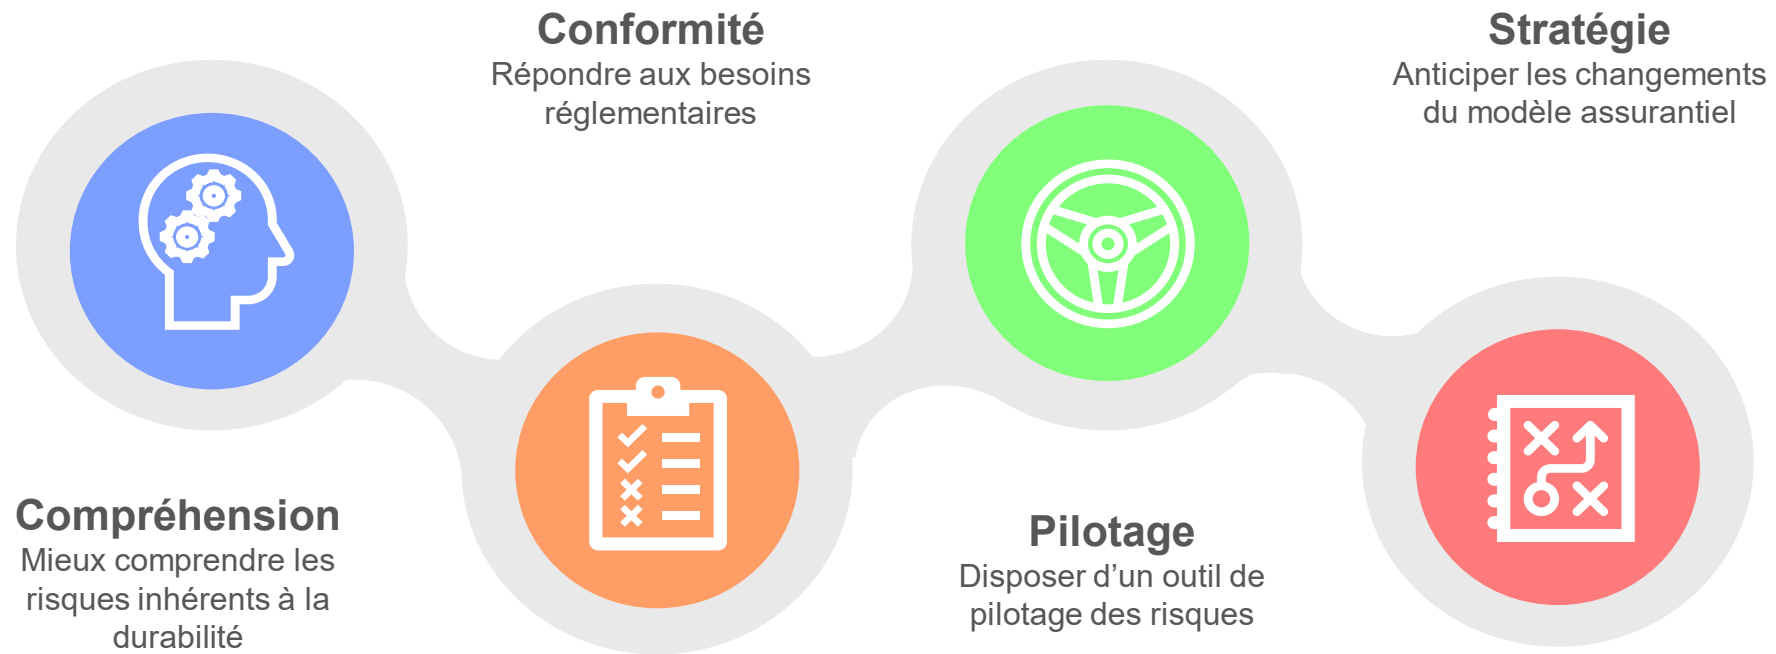 Compréhension
Mieux comprendre les
risques inhérents à la
durabilité
Conformité
Répondre aux besoins
réglementaires
Pilotage
Disposer d’un outil de
pilotage des risques
Stratégie
Anticiper les changements
du modèle assurantiel